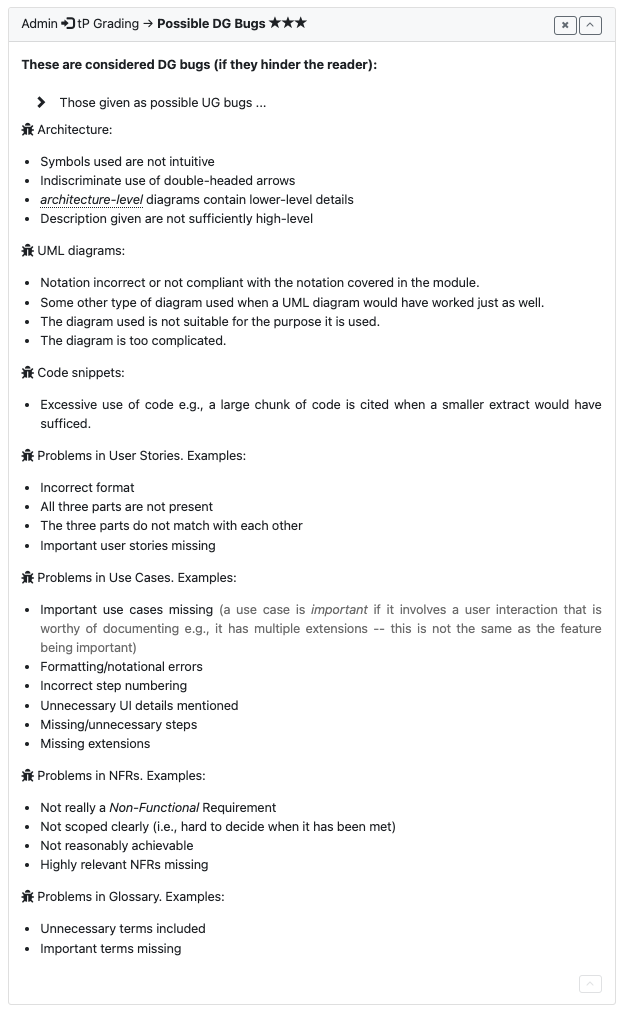 Admin tP Grading → Possible DG Bugs ★★★
These are considered DG bugs (if they hinder the reader):
Those given as possible UG bugs ...
Architecture:
• Symbols used are not intuitive
• Indiscriminate use of double-headed arrows
• architecture-level diagrams contain lower-level details
• Description given are not sufficiently high-level
UML diagrams:
• Notation incorrect or not compliant with the notation covered in the module.
• Some other type of diagram used when a UML diagram would have worked just as well.
• The diagram used is not suitable for the purpose it is used.
• The diagram is too complicated.
Code snippets:
• Excessive use of code e.g., a large chunk of code is cited when a smaller extract would have
sufficed.
Problems in User Stories. Examples:
• Incorrect format
• All three parts are not present
• The three parts do not match with each other
• Important user stories missing
Problems in Use Cases. Examples:
• Important use cases missing (a use case is important if it involves a user interaction that is
worthy of documenting e.g., it has multiple extensions -- this is not the same as the feature
being important)
• Formatting/notational errors
• Incorrect step numbering
• Unnecessary UI details mentioned
• Missing/unnecessary steps
• Missing extensions
Problems in NFRs. Examples:
• Not really a Non-Functional Requirement
• Not scoped clearly (i.e., hard to decide when it has been met)
• Not reasonably achievable
• Highly relevant NFRs missing
Problems in Glossary. Examples:
• Unnecessary terms included
• Important terms missing